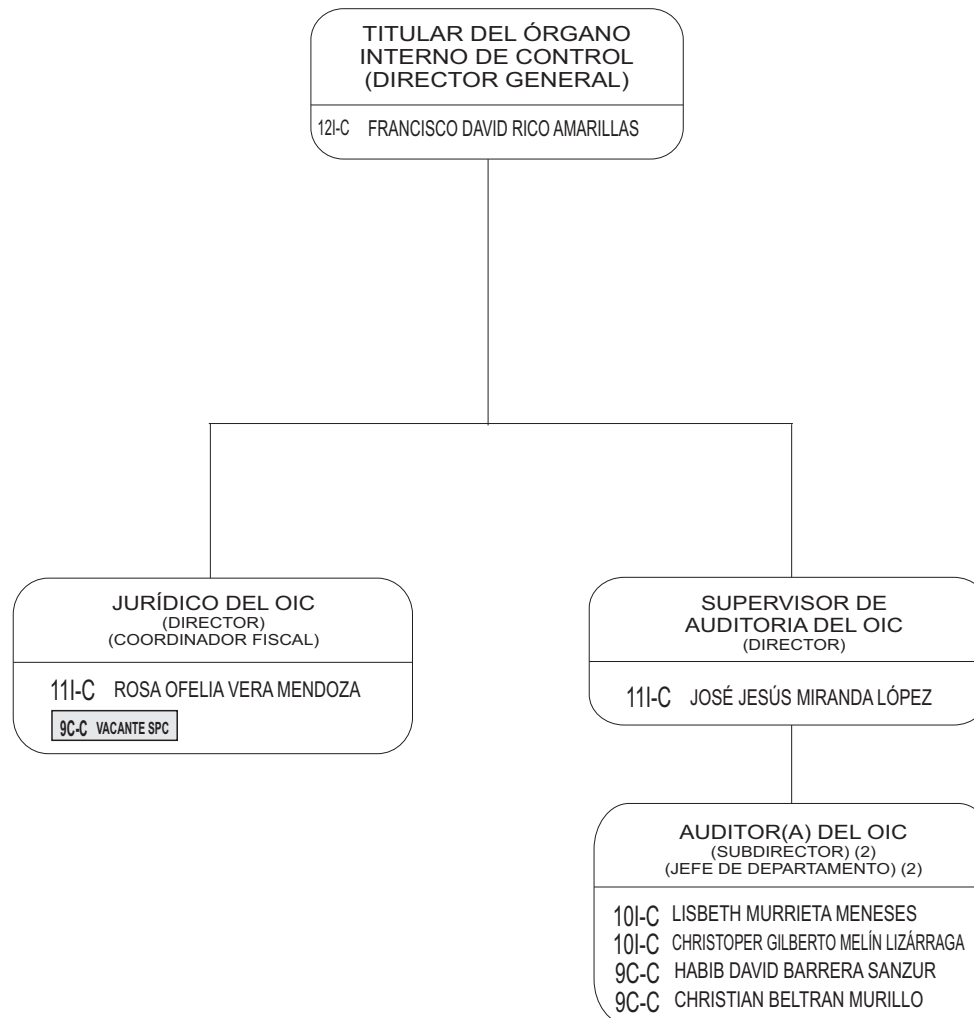 TITULAR DEL ÓRGANO
INTERNO DE CONTROL
(DIRECTOR GENERAL)
12I-C FRANCISCO DAVID RICO AMARILLAS
JURÍDICO DEL OIC
(DIRECTOR)
(COORDINADOR FISCAL)
11I-C ROSA OFELIA VERA MENDOZA
9C-C VACANTE SPC
SUPERVISOR DE
AUDITORIA DEL OIC
(DIRECTOR)
11I-C JOSÉ JESÚS MIRANDA LÓPEZ
AUDITOR(A) DEL OIC
(SUBDIRECTOR) (2)
(JEFE DE DEPARTAMENTO) (2)
10I-C LISBETH MURRIETA MENESES
10I-C CHRISTOPER GILBERTO MELÍN LIZÁRRAGA
9C-C HABIB DAVID BARRERA SANZUR
9C-C CHRISTIAN BELTRAN MURILLO